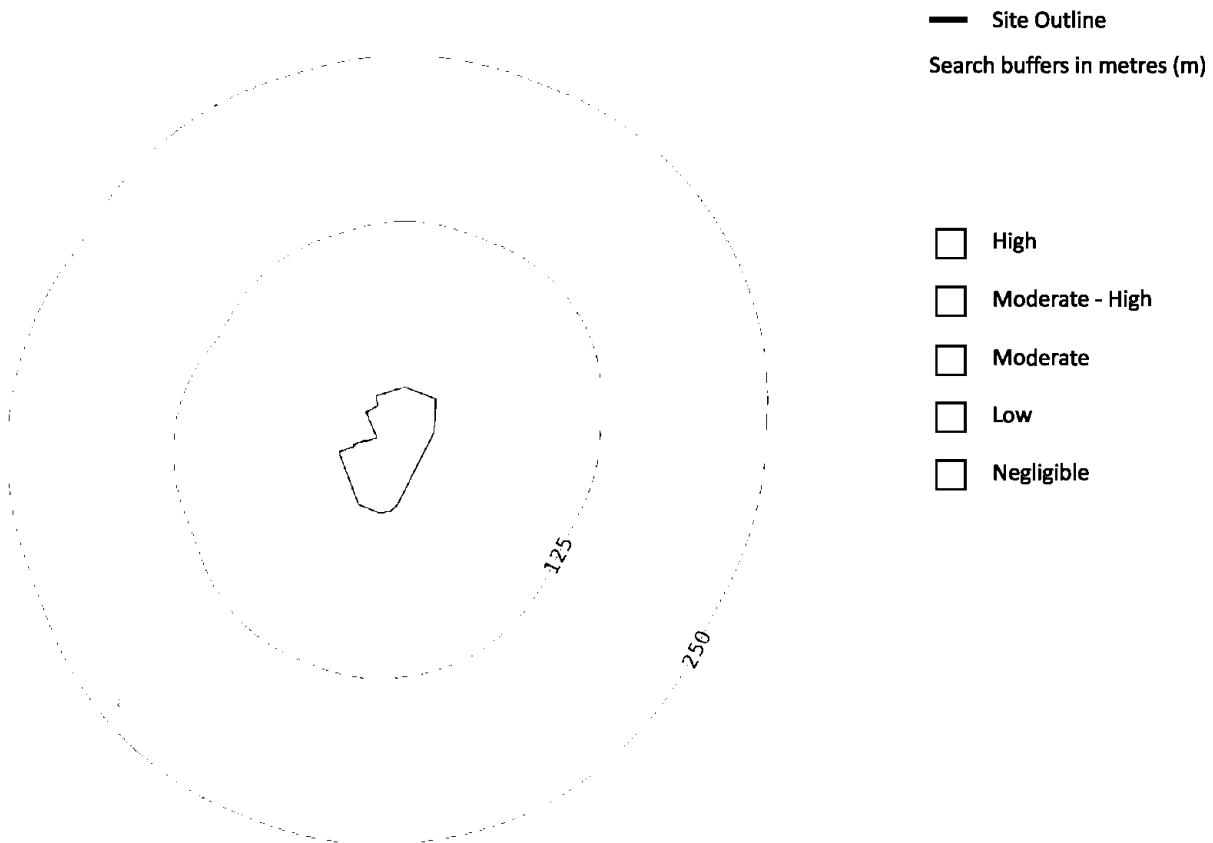 Site Outline
Search buffers in metres (m)
High
Moderate - High
Moderate
Low
Negligible
125
250